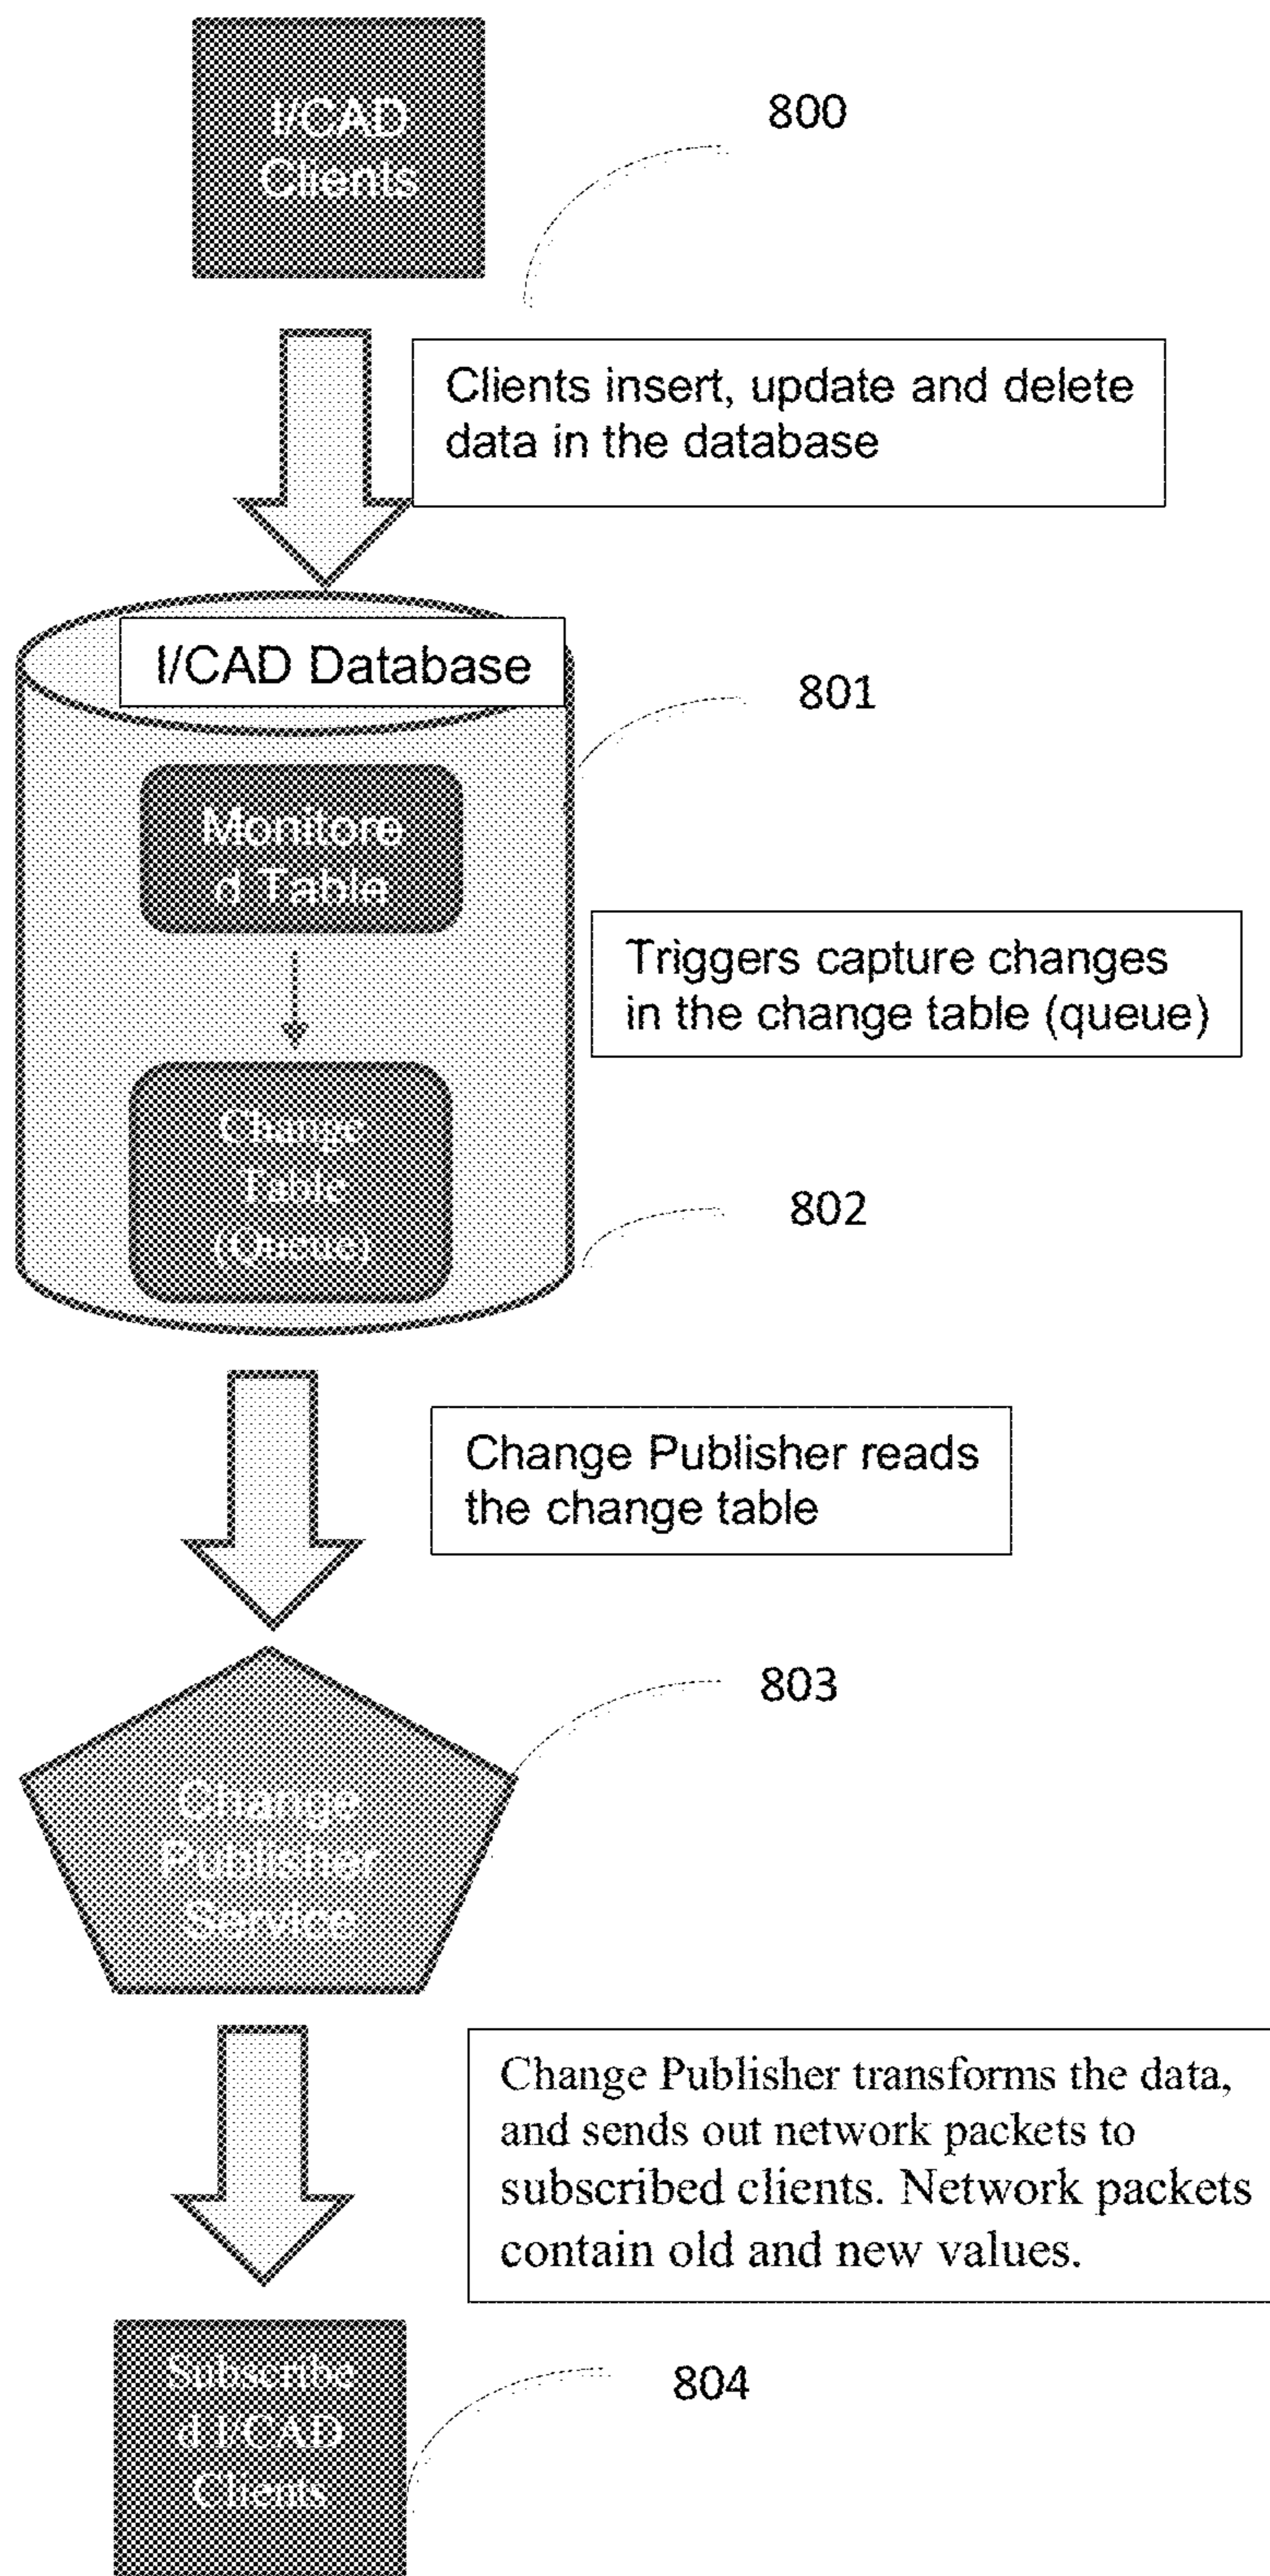 I/CAD
Clients
800
Clients insert, update and delete
data in the database
I/CAD Database
801
Monitore
d Table
Triggers capture changes
in the change table (queue)
Change
Table
(Queue)
802
Change Publisher reads
the change table
803
Change
Publisher
Service
Change Publisher transforms the data,
and sends out network packets to
subscribed clients. Network packets
contain old and new values.
Subscribe
d I/CAD
Clients
804